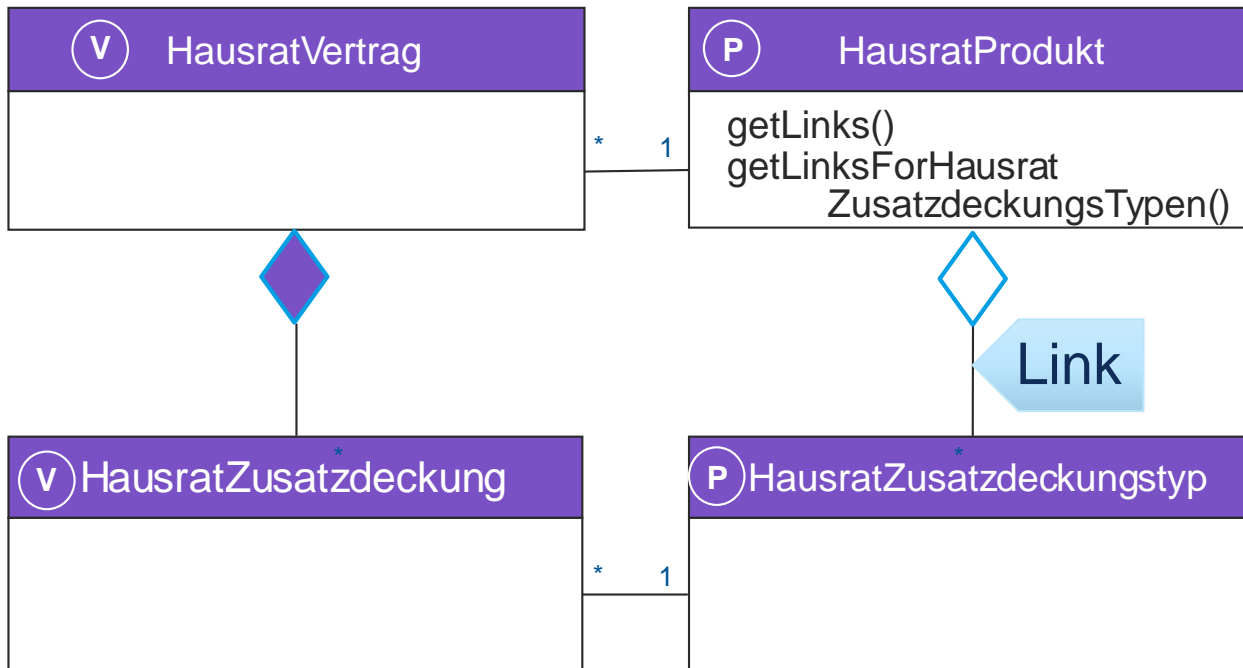 V HausratVertrag
P HausratProdukt
getLinks()
getLinksForHausrat
ZusatzdeckungsTypen()
* 1
Link
*
*
V HausratZusatzdeckung
P HausratZusatzdeckungstyp
* 1